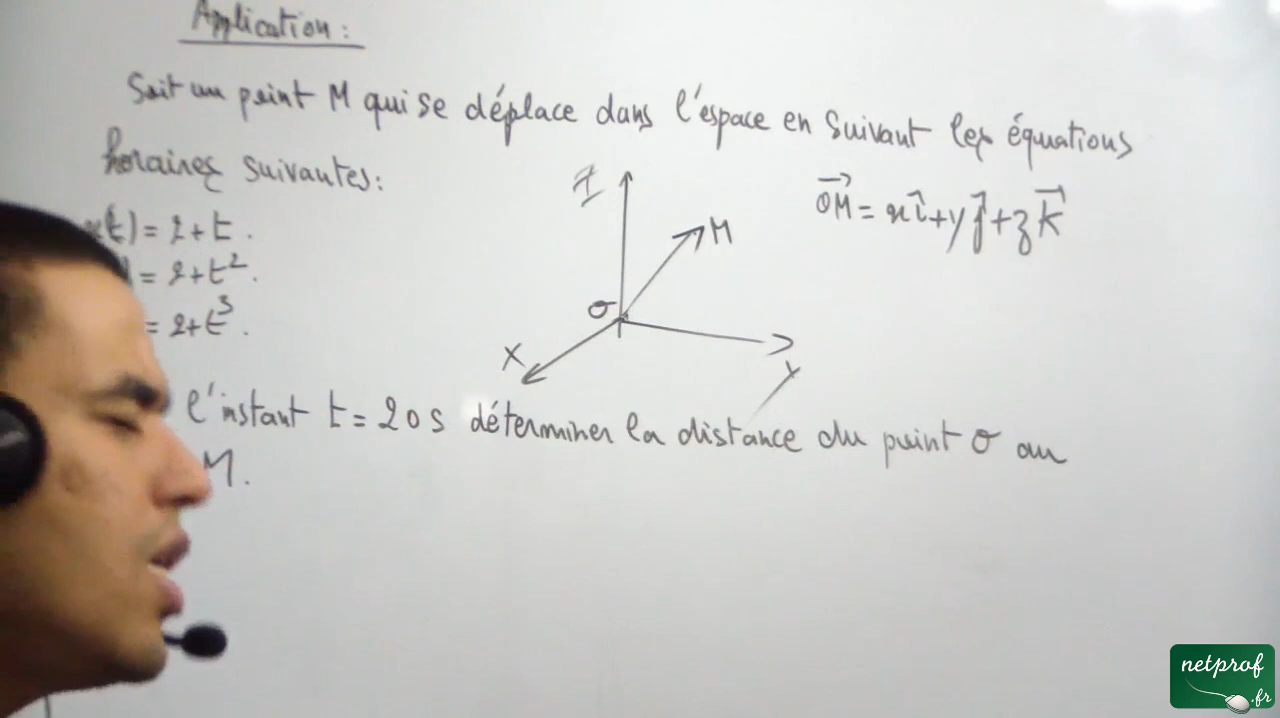 Application :
Soit un point M qui se déplace dans l'espace en suivant les équations
horaires suivantes :
(t) = 2 + t .
= 2 + t² .
= 2 + t³ .
Z
M
O
X
Y
OM = xi + yj + zk
l'instant t = 20 s déterminer la distance du point O au
M .
netprof
.fr